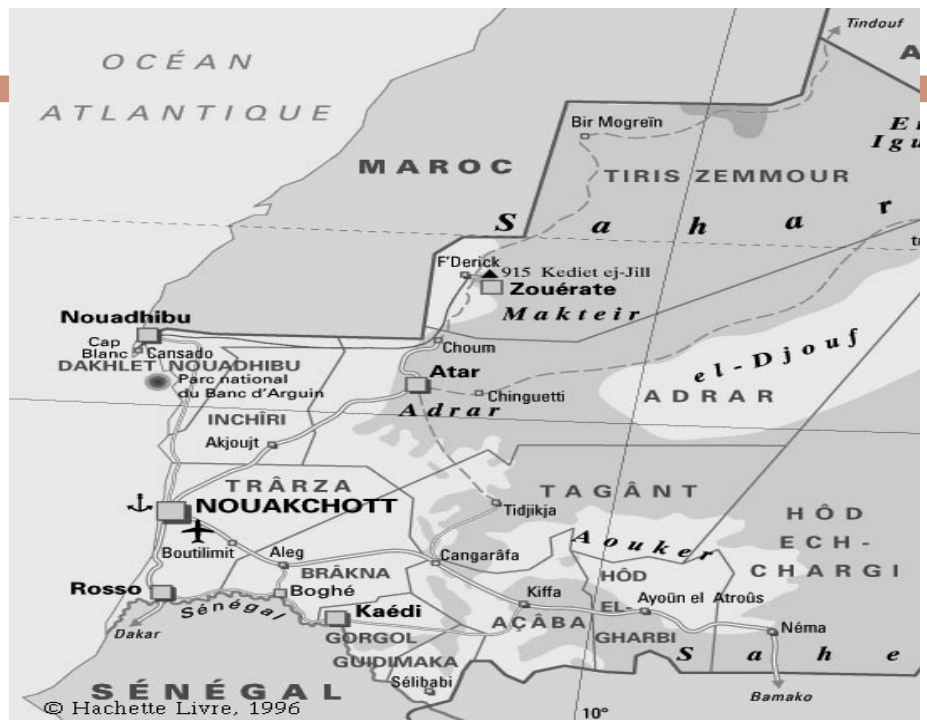 Tindouf
OCÉAN
ATLANTIQUE
A
Bir Mogreïn
E
Igu
MAROC
TIRIS ZEMMOUR
S a h a r
F'Derick
915 Kediet ej-Jill
Zouérate
Makteir
Nouadhibu
Cap
Blanc
Cansado
Choum
DAKHLET NOUADHIBU
Parc national
du Banc d'Arguin
Atar
el-Djouf
Chinguetti
ADRAR
Adrar
INCHÎRI
Akjoujt
TRÂRZA
TAGÂNT
NOUAKCHOTT
Tidjikja
HÔD
ECH-
CHARGI
Aouker
Boutilimit
Aleg
Cangarâfa
BRÂKNA
HÔD
Rosso
Boghé
Kiffa
EL-
Ayoün el Atroûs
Sénégal
Kaédi
AÇÂBA
Néma
Dakar
GORGOL
GHARBI
GUIDIMAKA
S a h e
Sélibabi
SÉNÉGAL
Bamako
© Hachette Livre, 1996
10°